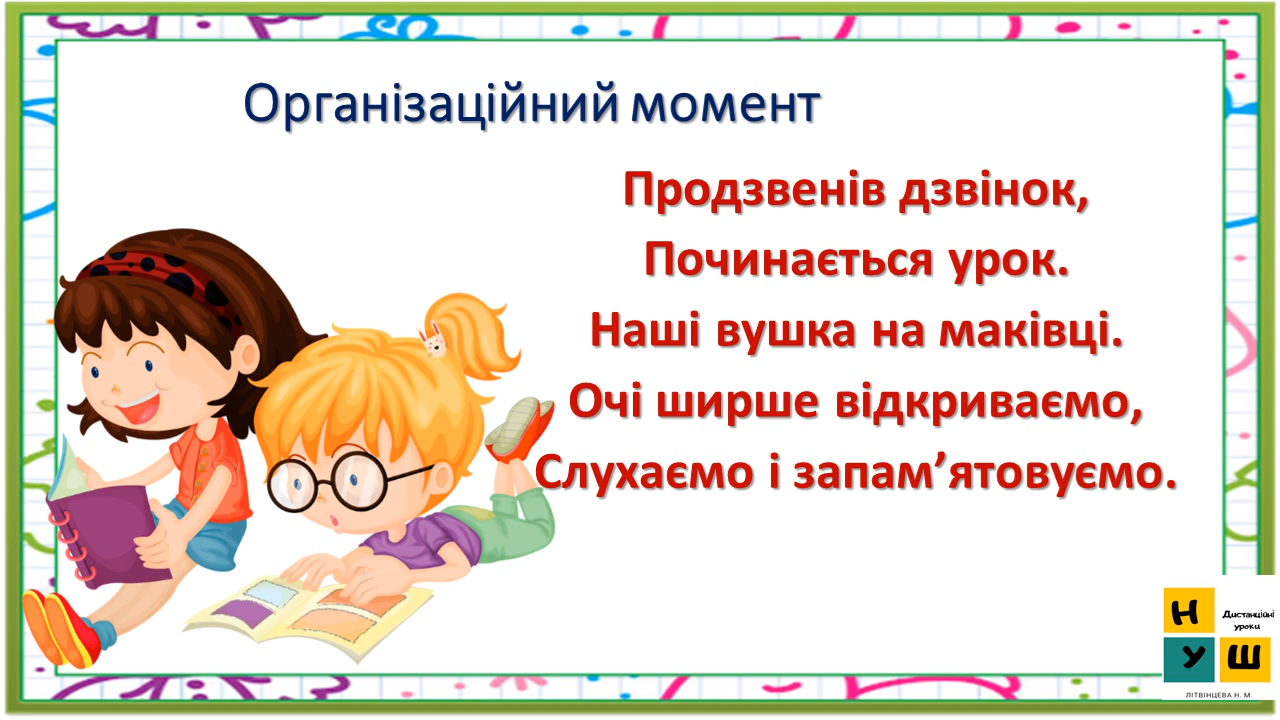 Організаційний момент
Продзвенів дзвінок,
Починається урок.
Наші вушка на маківці.
Очі ширше відкриваємо,
Слухаємо і запам’ятовуємо.
Н
Дистанційні
уроки
У Ш
ЛІТВІНЦЕВА Н. М.